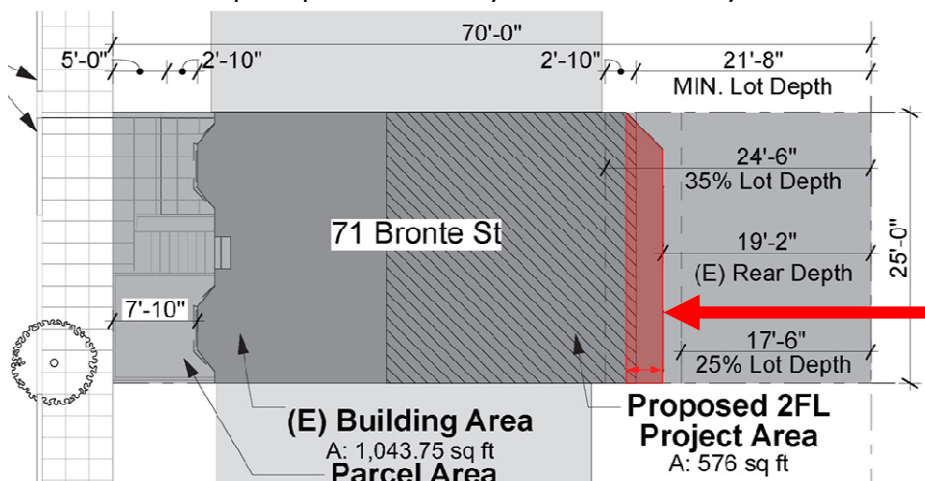 70'-0"
5'-0"
2'-10"
2'-10"
21'-8"
MIN. Lot Depth
24'-6"
35% Lot Depth
71 Bronte St
19'-2"
(E) Rear Depth
25'-0"
7'-10"
17'-6"
25% Lot Depth
(E) Building Area
A: 1,043.75 sq ft
Parcel Area
Proposed 2FL
Project Area
A: 576 sq ft